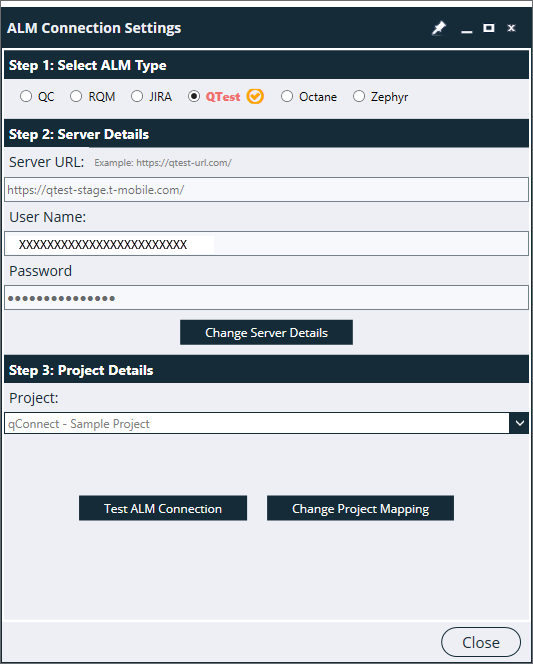 ALM Connection Settings
Step 1: Select ALM Type
QC RQM JIRA QTest Octane Zephyr
Step 2: Server Details
Server URL: Example: https://qtest-url.com/
https://qtest-stage.t-mobile.com/
User Name:
XXXXXXXXXXXXXXXXXXXXXXXX
Password
●●●●●●●●●●●●●●●
Change Server Details
Step 3: Project Details
Project:
qConnect - Sample Project
Test ALM Connection Change Project Mapping
Close